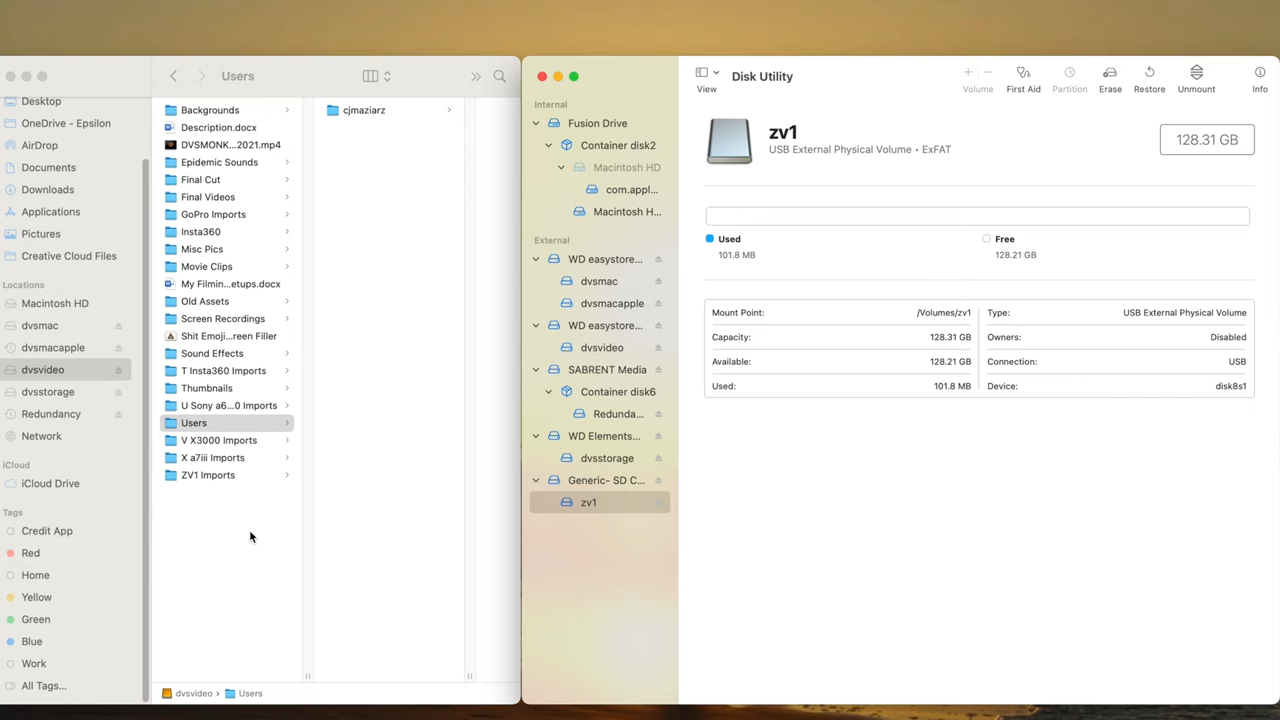 Users
Desktop
OneDrive - Epsilon
AirDrop
Documents
Downloads
Applications
Pictures
Creative Cloud Files
Locations
Macintosh HD
dvsmac
dvsmacapple
dvsvideo
dvsstorage
Redundancy
Network
iCloud
iCloud Drive
Tags
Credit App
Red
Home
Yellow
Green
Blue
Work
All Tags...
Backgrounds
Description.docx
DVSMONK...2021.mp4
Epidemic Sounds
Final Cut
Final Videos
GoPro Imports
Insta360
Misc Pics
Movie Clips
My Filmin...etups.docx
Old Assets
Screen Recordings
Shit Emoji...reen Filler
Sound Effects
T Insta360 Imports
Thumbnails
U Sony a6...0 Imports
Users
V X3000 Imports
X a7iii Imports
ZV1 Imports
cjmaziarz
dvsvideo › Users
Internal
Fusion Drive
Container disk2
Macintosh HD
com.appl...
Macintosh H...
External
WD easystore...
dvsmac
dvsmacapple
WD easystore...
dvsvideo
SABRENT Media
Container disk6
Redunda...
WD Elements...
dvsstorage
Generic- SD C...
zv1
View
Disk Utility
Volume
First Aid
Partition
Erase
Restore
Unmount
Info
zv1
USB External Physical Volume • ExFAT
128.31 GB
Used
101.8 MB
Free
128.21 GB
Mount Point: /Volumes/zv1
Capacity: 128.31 GB
Available: 128.21 GB
Used: 101.8 MB
Type: USB External Physical Volume
Owners: Disabled
Connection: USB
Device: disk8s1